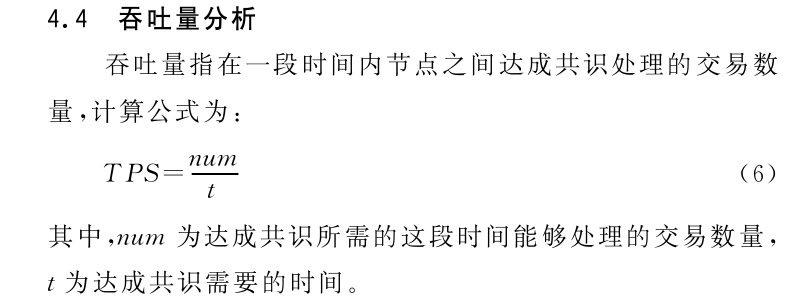 4.4 吞吐量分析
吞吐量指在一段时间内节点之间达成共识处理的交易数
量,计算公式为:
TPS=num/t (6)
其中,num 为达成共识所需的这段时间能够处理的交易数量,
t 为达成共识需要的时间。